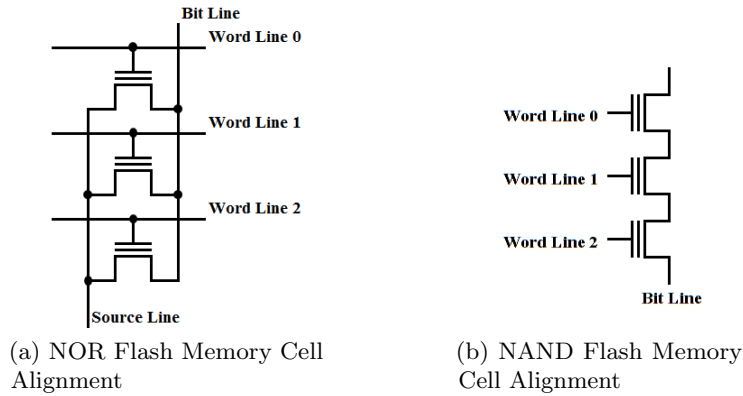 Bit Line
Word Line 0
Word Line 1
Word Line 2
Source Line
(a) NOR Flash Memory Cell
Alignment
Word Line 0
Word Line 1
Word Line 2
Bit Line
(b) NAND Flash Memory
Cell Alignment